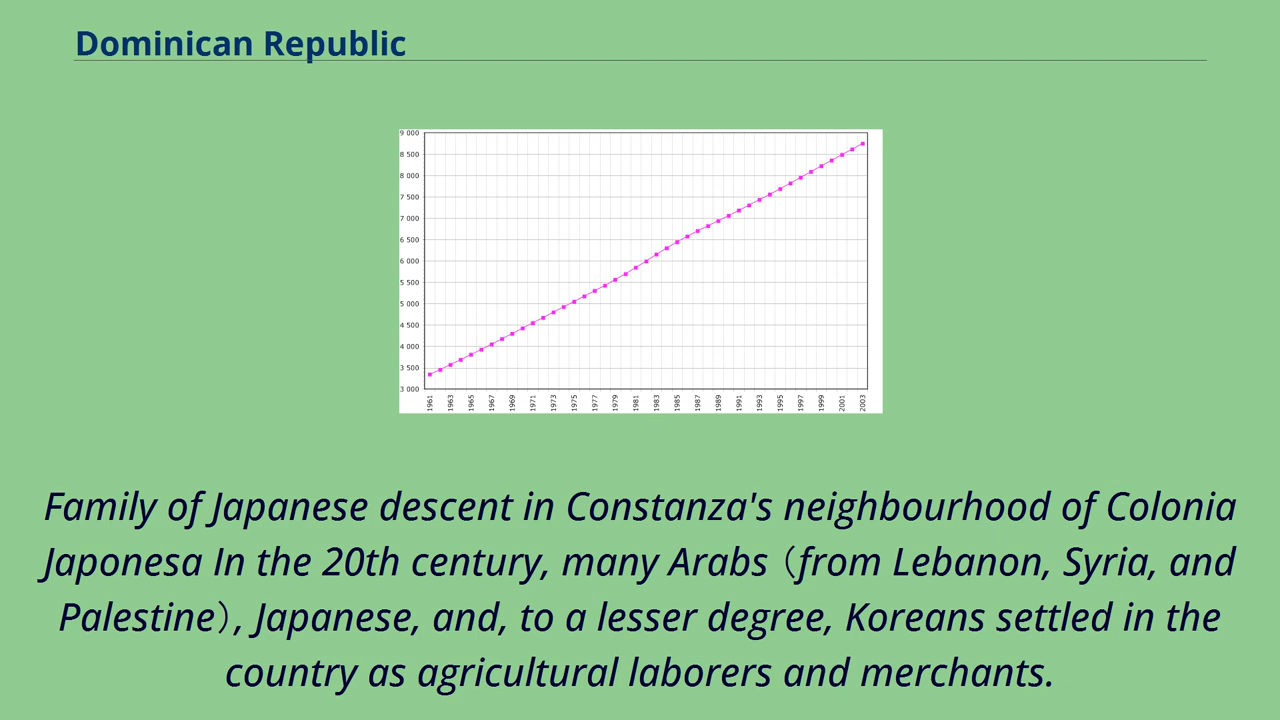 Dominican Republic
9 000
8 500
8 000
7 500
7 000
6 500
6 000
5 500
5 000
4 500
4 000
3 500
3 000
1961 1963 1965 1967 1969 1971 1973 1975 1977 1979 1981 1983 1985 1987 1989 1991 1993 1995 1997 1999 2001 2003
Family of Japanese descent in Constanza's neighbourhood of Colonia
Japonesa In the 20th century, many Arabs（from Lebanon, Syria, and
Palestine）, Japanese, and, to a lesser degree, Koreans settled in the
country as agricultural laborers and merchants.